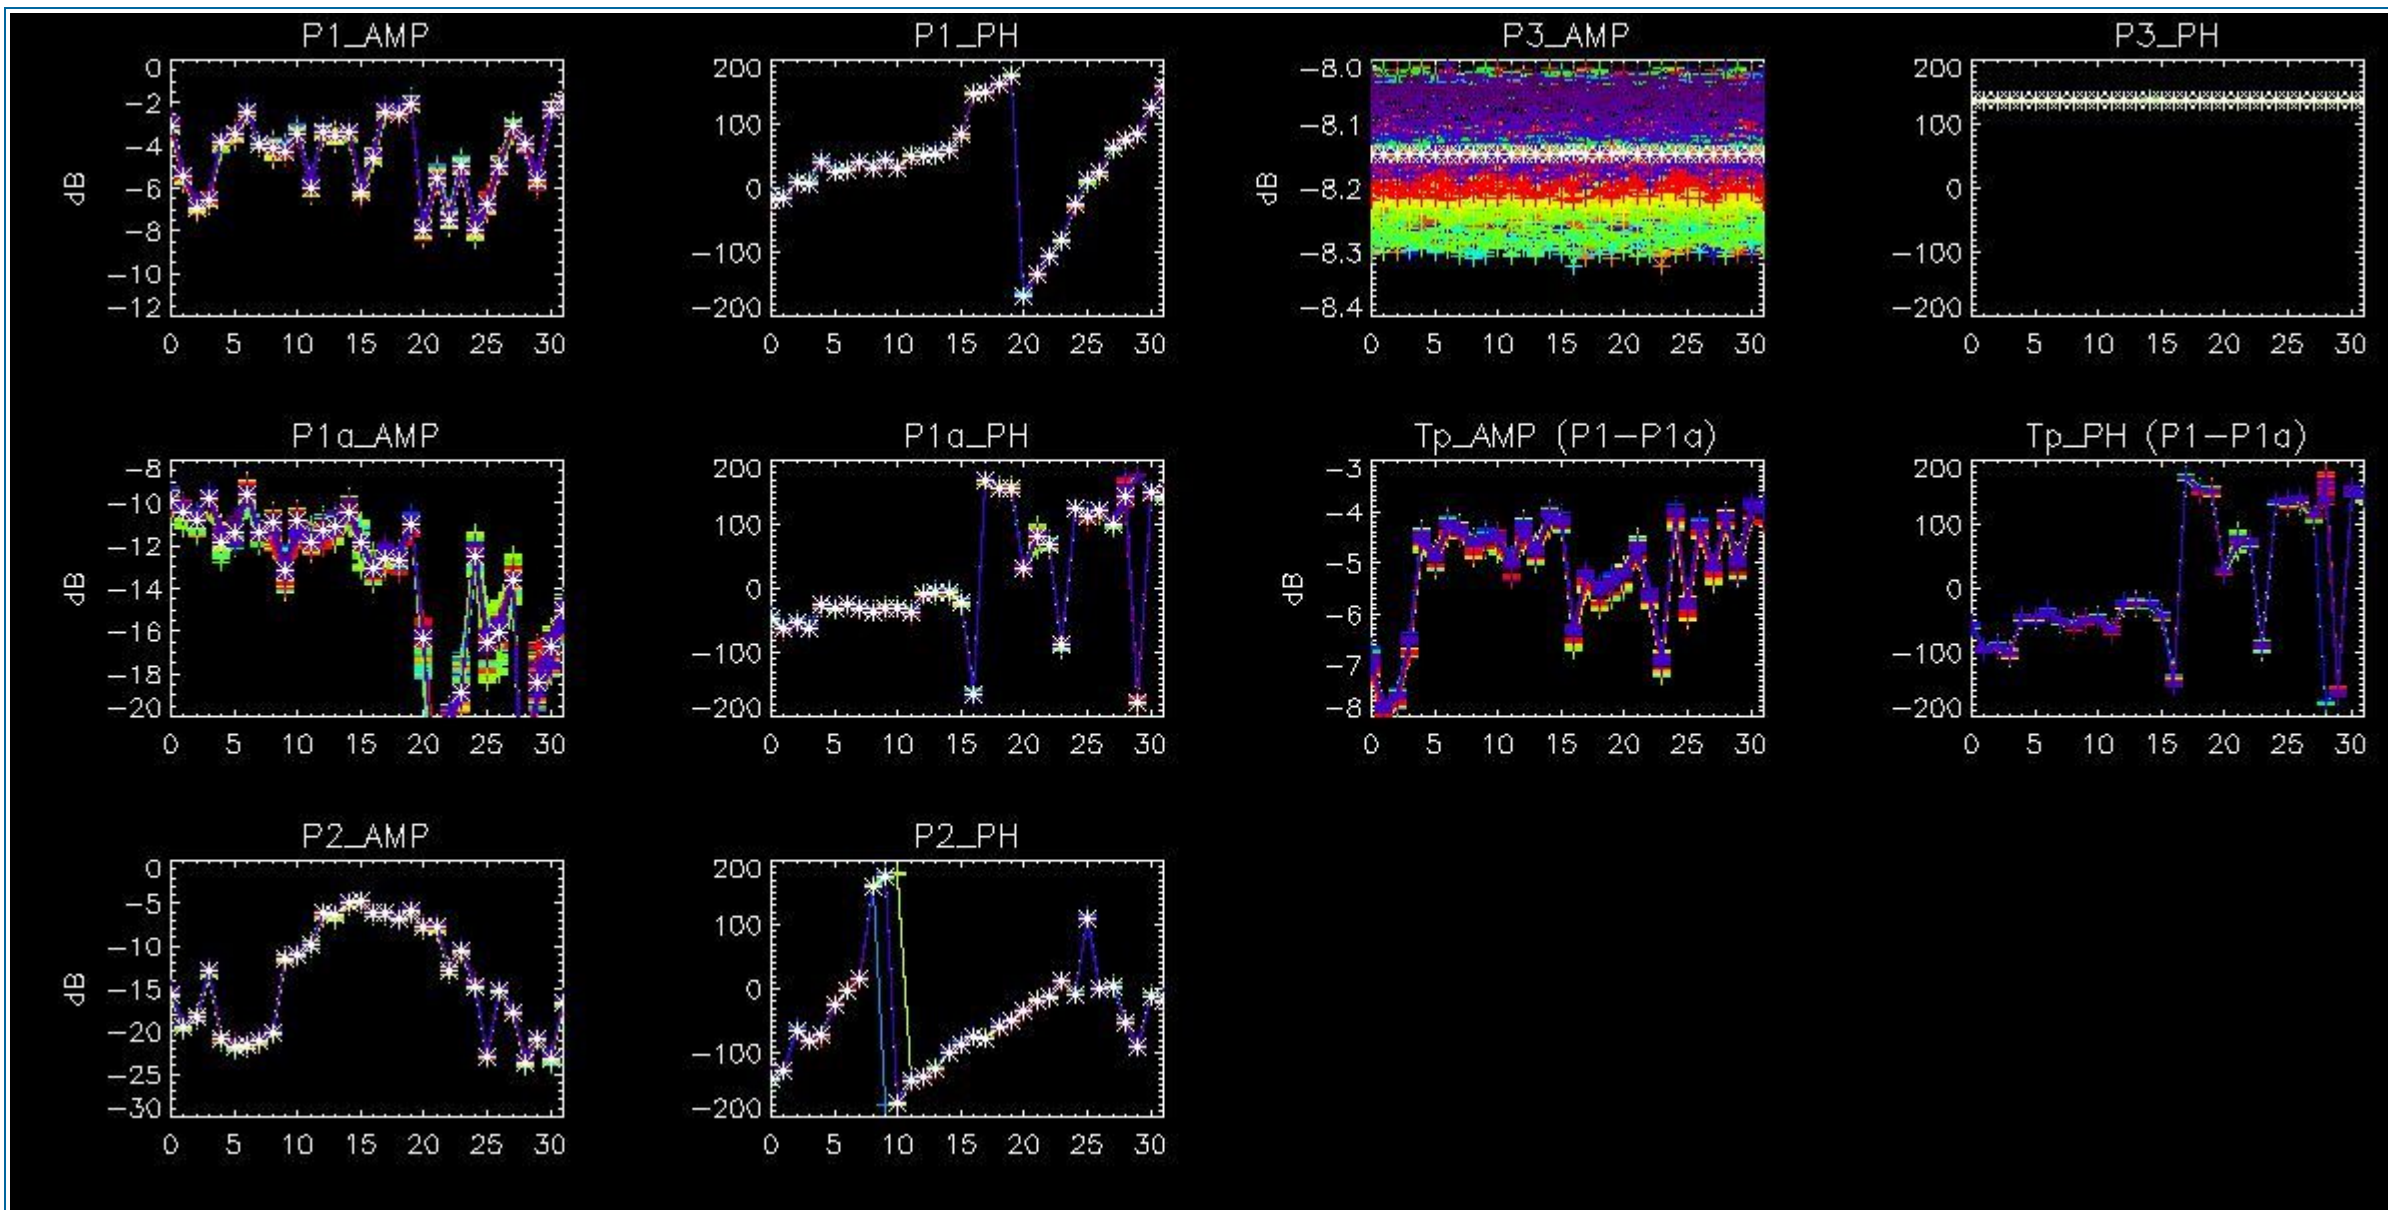 P1_AMP
0
−2
−4
−6
−8
−10
−12
dB
0 5 10 15 20 25 30
P1_PH
200
100
0
−100
−200
0 5 10 15 20 25 30
P3_AMP
−8.0
−8.1
−8.2
−8.3
−8.4
dB
0 5 10 15 20 25 30
P3_PH
200
100
0
−100
−200
0 5 10 15 20 25 30
P1a_AMP
−8
−10
−12
−14
−16
−18
−20
dB
0 5 10 15 20 25 30
P1a_PH
200
100
0
−100
−200
0 5 10 15 20 25 30
Tp_AMP (P1−P1a)
−3
−4
−5
−6
−7
−8
dB
0 5 10 15 20 25 30
Tp_PH (P1−P1a)
200
100
0
−100
−200
0 5 10 15 20 25 30
P2_AMP
0
−5
−10
−15
−20
−25
−30
dB
0 5 10 15 20 25 30
P2_PH
200
100
0
−100
−200
0 5 10 15 20 25 30